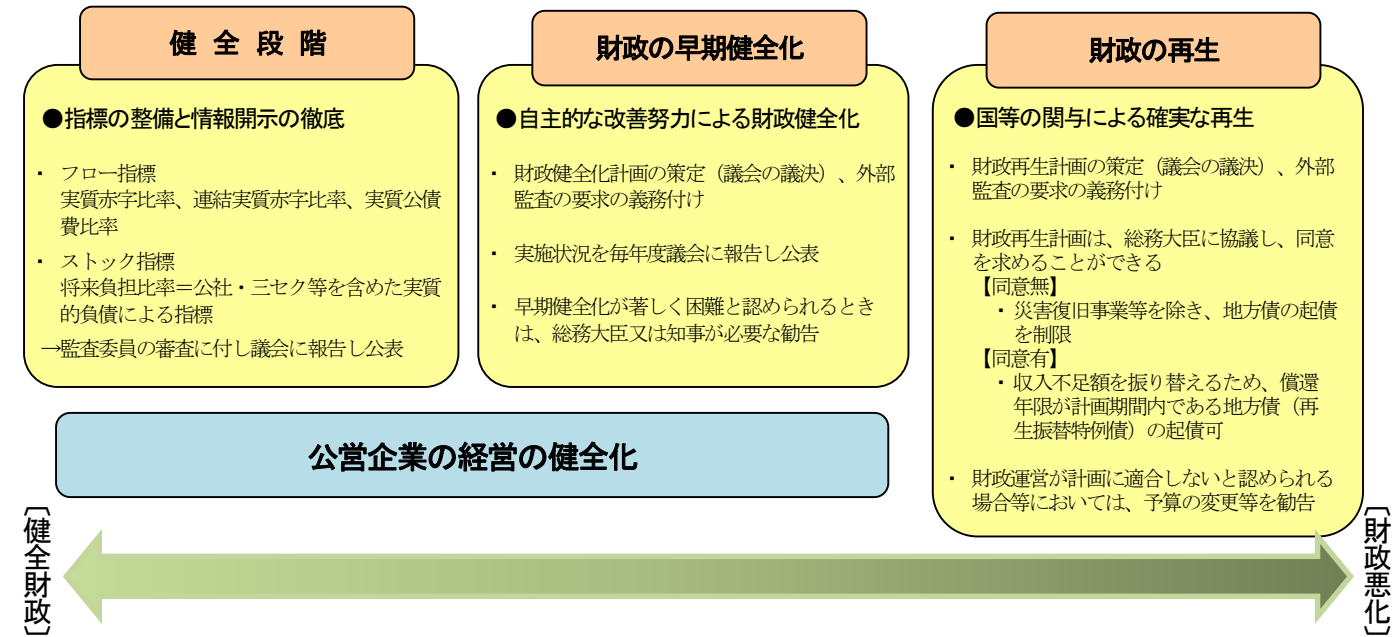 健 全 段 階
●指標の整備と情報開示の徹底
・ フロー指標
実質赤字比率、連結実質赤字比率、実質公債
費比率
・ ストック指標
将来負担比率＝公社・三セク等を含めた実質
的負債による指標
→監査委員の審査に付し議会に報告し公表
財政の早期健全化
●自主的な改善努力による財政健全化
・ 財政健全化計画の策定（議会の議決）、外部
監査の要求の義務付け
・ 実施状況を毎年度議会に報告し公表
・ 早期健全化が著しく困難と認められるとき
は、総務大臣又は知事が必要な勧告
財政の再生
●国等の関与による確実な再生
・ 財政再生計画の策定（議会の議決）、外部
監査の要求の義務付け
・ 財政再生計画は、総務大臣に協議し、同意
を求めることができる
【同意無】
・災害復旧事業等を除き、地方債の起債
を制限
【同意有】
・収入不足額を振り替えるため、償還
年限が計画期間内である地方債（再
生振替特例債）の起債可
・ 財政運営が計画に適合しないと認められる
場合等においては、予算の変更等を勧告
公営企業の経営の健全化
〔健全財政〕
〔財政悪化〕